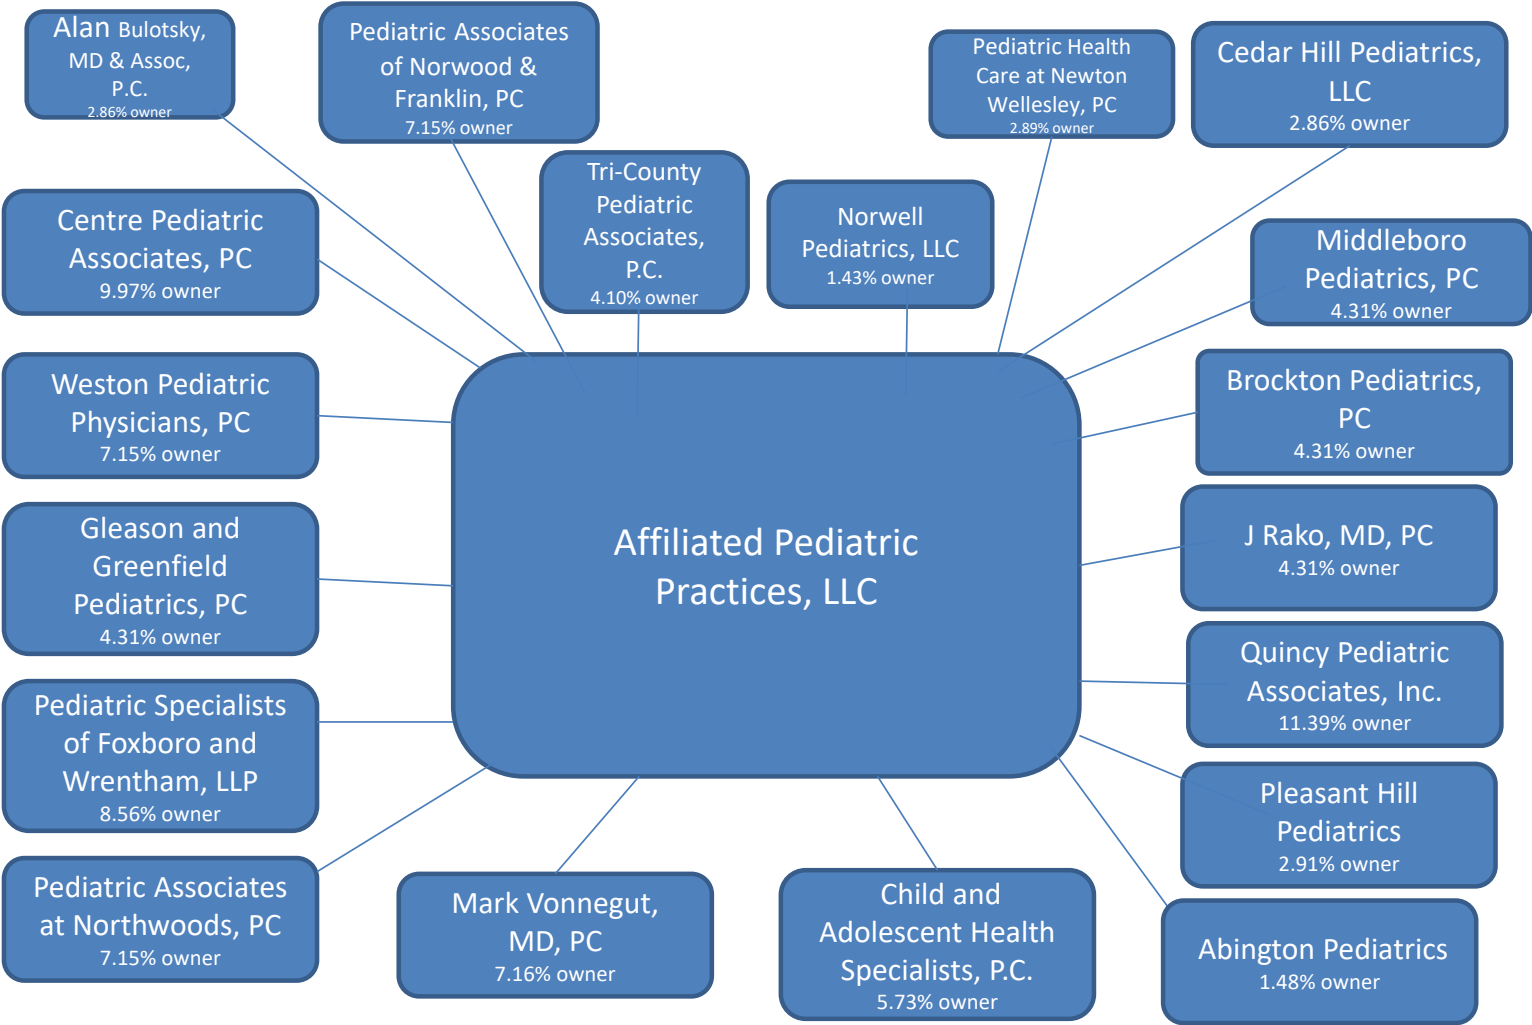 Alan Bulotsky,
MD & Assoc,
P.C.
2.86% owner
Pediatric Associates
of Norwood &
Franklin, PC
7.15% owner
Pediatric Health
Care at Newton
Wellesley, PC
2.89% owner
Cedar Hill Pediatrics,
LLC
2.86% owner
Tri-County
Pediatric
Associates,
P.C.
4.10% owner
Norwell
Pediatrics, LLC
1.43% owner
Centre Pediatric
Associates, PC
9.97% owner
Middleboro
Pediatrics, PC
4.31% owner
Weston Pediatric
Physicians, PC
7.15% owner
Brockton Pediatrics,
PC
4.31% owner
Gleason and
Greenfield
Pediatrics, PC
4.31% owner
Affiliated Pediatric
Practices, LLC
J Rako, MD, PC
4.31% owner
Quincy Pediatric
Associates, Inc.
11.39% owner
Pediatric Specialists
of Foxboro and
Wrentham, LLP
8.56% owner
Pleasant Hill
Pediatrics
2.91% owner
Pediatric Associates
at Northwoods, PC
7.15% owner
Mark Vonnegut,
MD, PC
7.16% owner
Child and
Adolescent Health
Specialists, P.C.
5.73% owner
Abington Pediatrics
1.48% owner